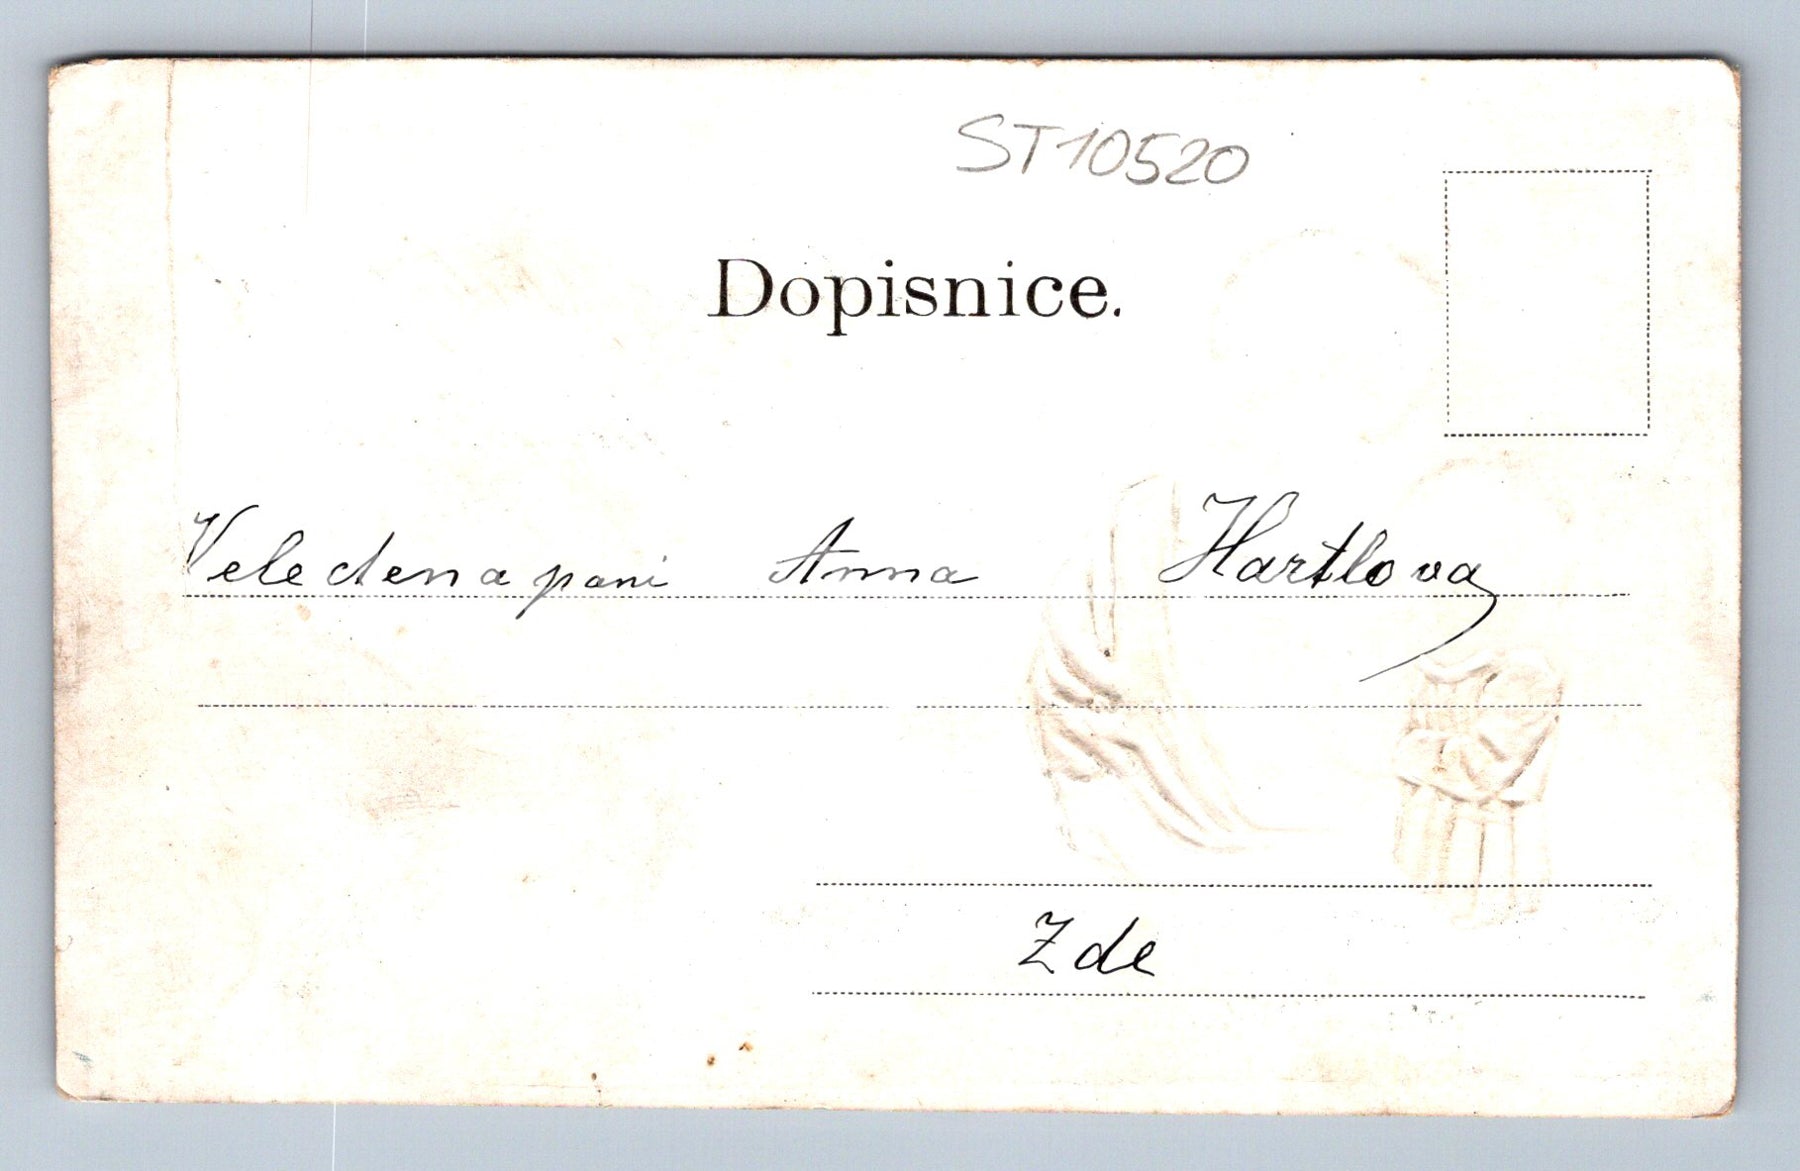 ST10520
Dopisnice.
Velectena pani Anna Hartlova
Zde